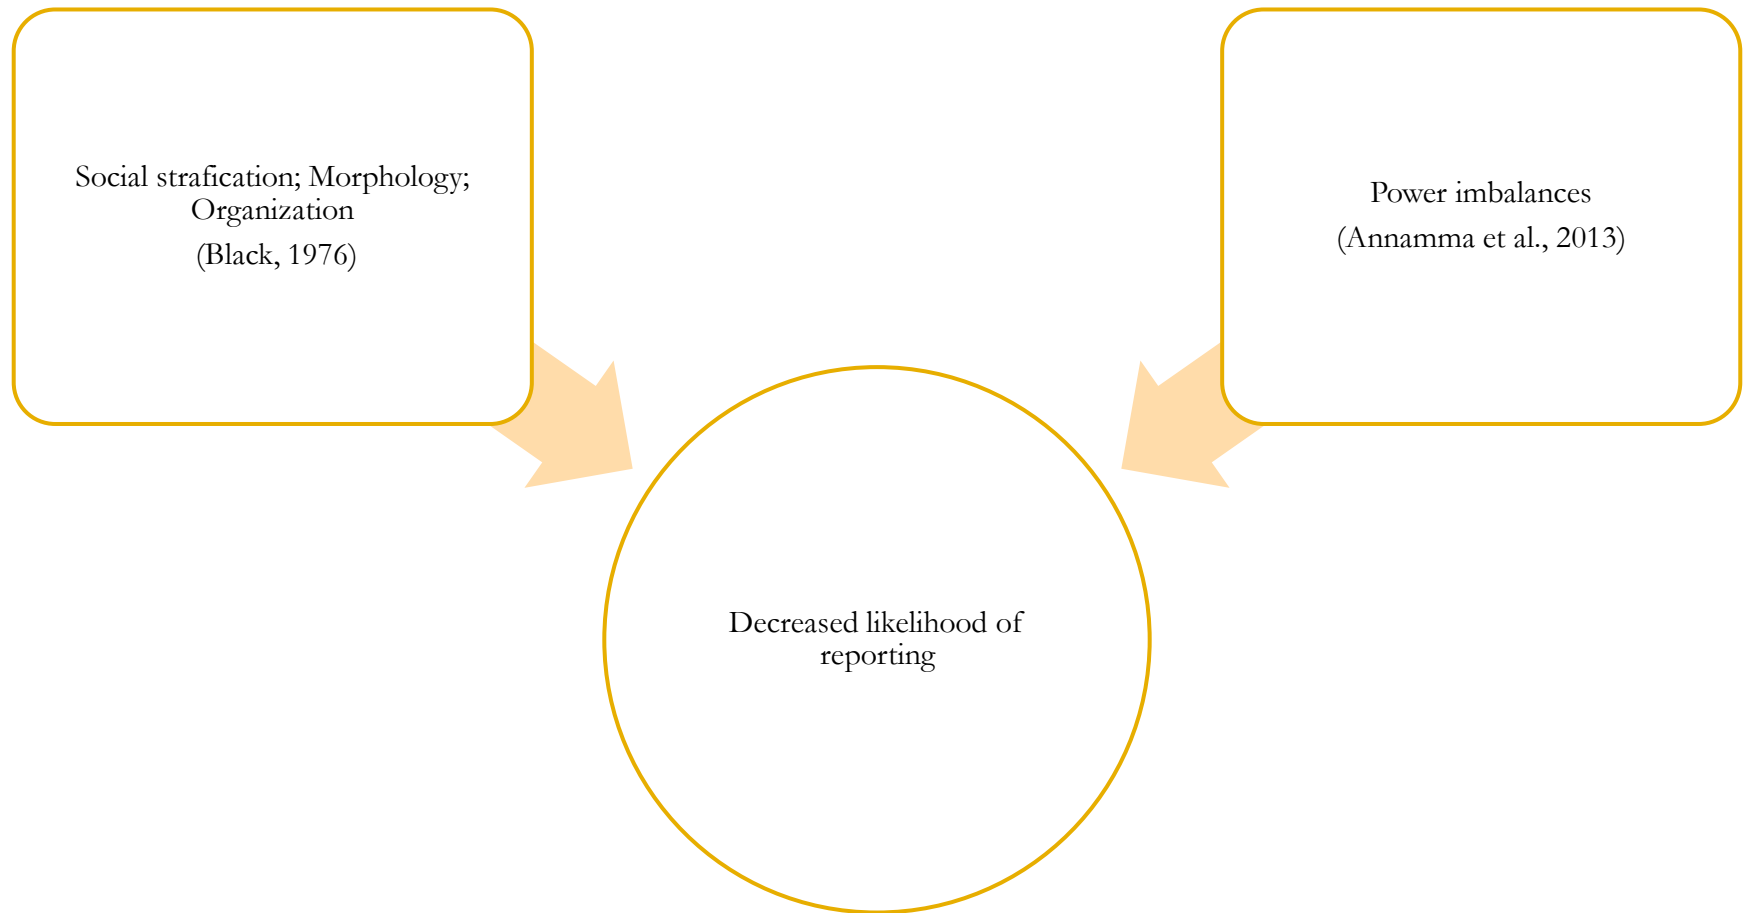 Social strafication; Morphology;
Organization
(Black, 1976)
Power imbalances
(Annamma et al., 2013)
Decreased likelihood of
reporting